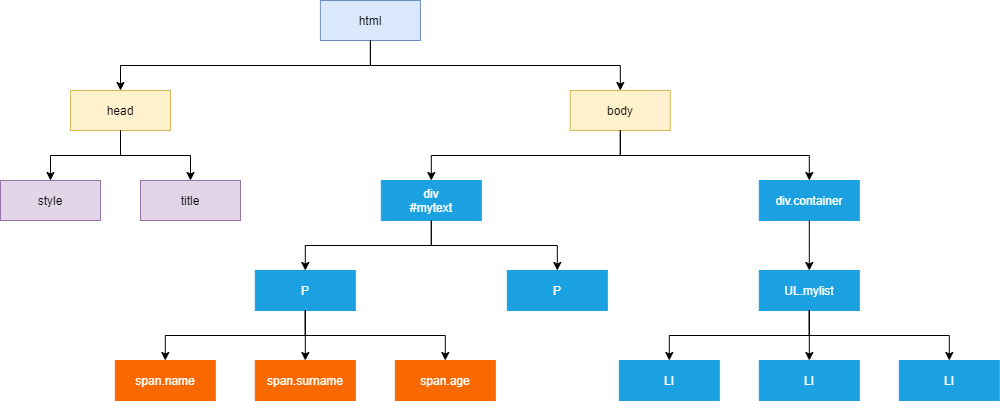 html
head
body
style
title
div
#mytext
div.container
P
P
UL.mylist
span.name
span.surname
span.age
LI
LI
LI